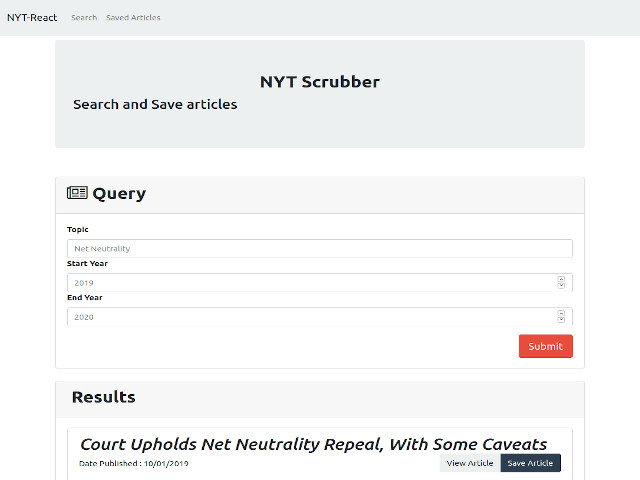 NYT-React Search Saved Articles
NYT Scrubber
Search and Save articles
Query
Topic
Net Neutrality
Start Year
2019
End Year
2020
Submit
Results
Court Upholds Net Neutrality Repeal, With Some Caveats
Date Published : 10/01/2019 View Article Save Article